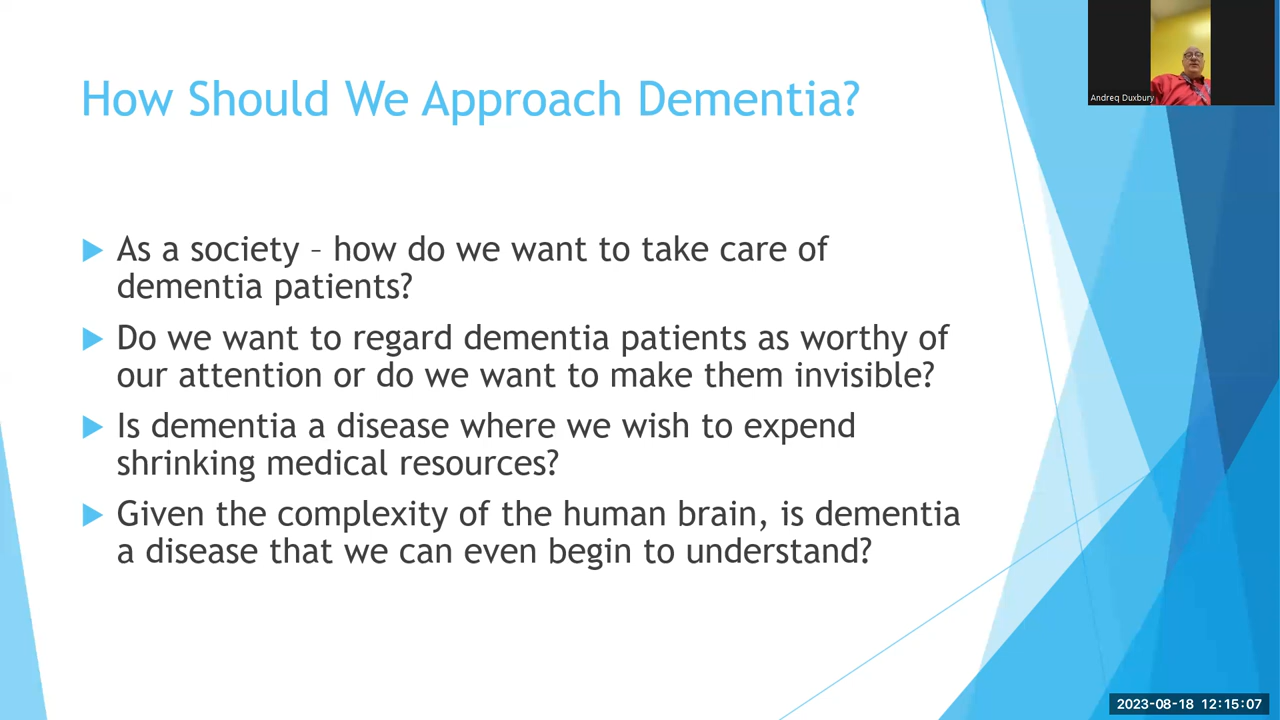 How Should We Approach Dementia?
As a society – how do we want to take care of
dementia patients?
Do we want to regard dementia patients as worthy of
our attention or do we want to make them invisible?
Is dementia a disease where we wish to expend
shrinking medical resources?
Given the complexity of the human brain, is dementia
a disease that we can even begin to understand?
Andreq Duxbury
2023-08-18 12:15:07